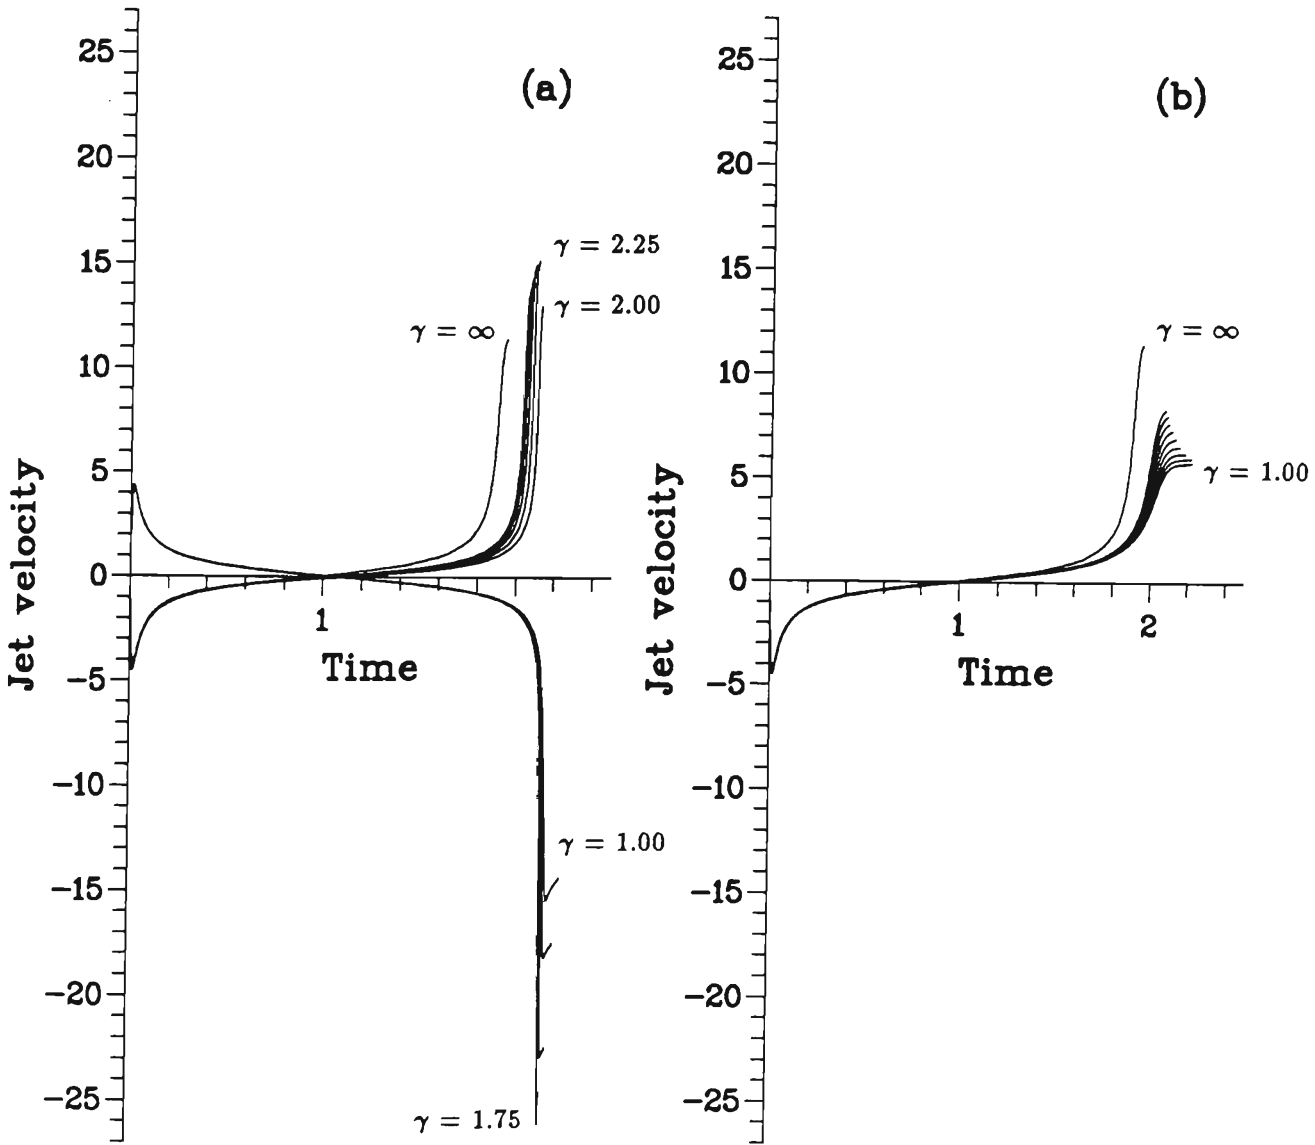 (a)
25
20
15
10
5
0
−5
−10
−15
−20
−25
Jet velocity
1
Time
γ = 2.25
γ = 2.00
γ = ∞
γ = 1.00
γ = 1.75
(b)
25
20
15
10
5
0
−5
−10
−15
−20
−25
Jet velocity
1
2
Time
γ = ∞
γ = 1.00